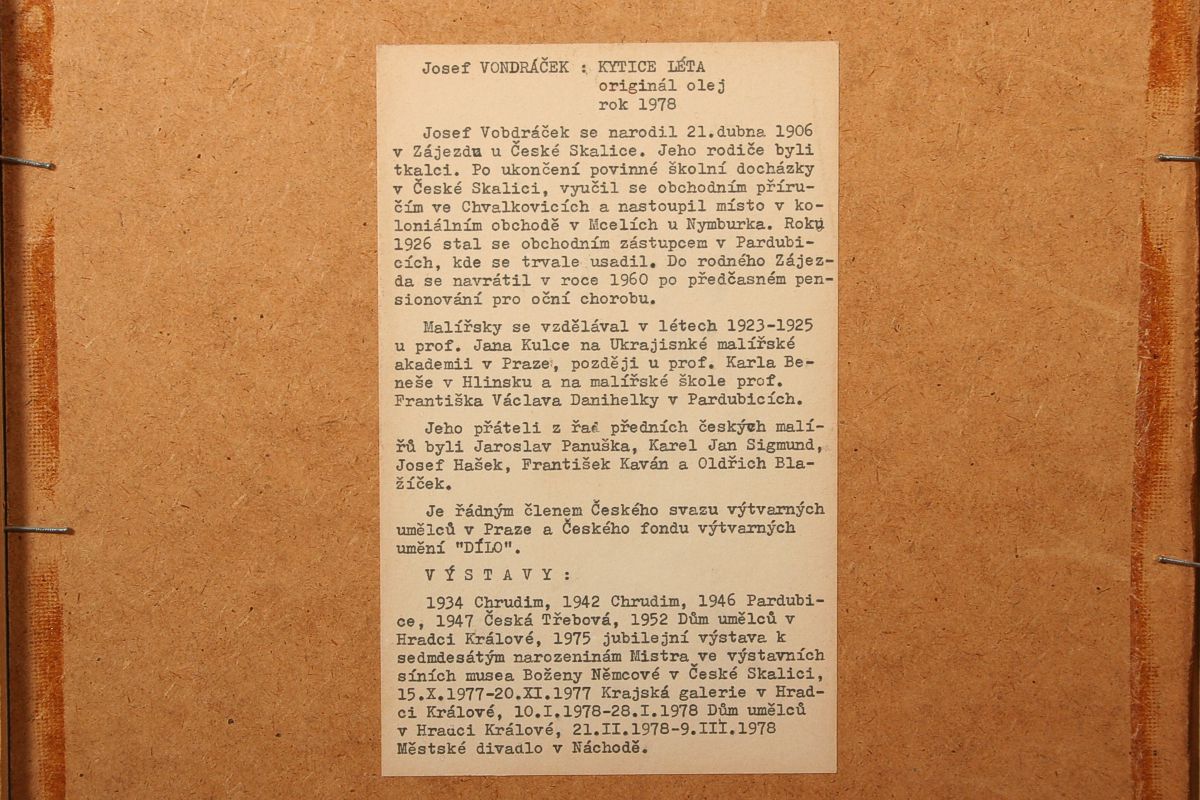 Josef VONDRÁČEK : KYTICE LÉTA
originál olej
rok 1978
Josef Vobdráček se narodil 21.dubna 1906
v Zájezdu u České Skalice. Jeho rodiče byli
tkalci. Po ukončení povinné školní docházky
v České Skalici, vyučil se obchodním příru-
čím ve Chvalkovicích a nastoupil místo v ko-
loniálním obchodě v Mcelích u Nymburka. Roku
1926 stal se obchodním zástupcem v Pardubi-
cích, kde se trvale usadil. Do rodného Zájez-
da se navrátil v roce 1960 po předčasném pen-
sionování pro oční chorobu.
Malířsky se vzdělával v létech 1923-1925
u prof. Jana Kulce na Ukrajisnké malířské
akademii v Praze, později u prof. Karla Be-
neše v Hlinsku a na malířské škole prof.
Františka Václava Danihelky v Pardubicích.
Jeho přáteli z řad předních českých malí-
řů byli Jaroslav Panuška, Karel Jan Sigmund,
Josef Hašek, František Kaván a Oldřich Bla-
žíček.
Je řádným členem Českého svazu výtvarných
umělců v Praze a Českého fondu výtvarných
umění "DÍLO".
V Ý S T A V Y :
1934 Chrudim, 1942 Chrudim, 1946 Pardubi-
ce, 1947 Česká Třebová, 1952 Dům umělců v
Hradci Králové, 1975 jubilejní výstava k
sedmdesátým narozeninám Mistra ve výstavních
síních musea Boženy Němcové v České Skalici,
15.X.1977-20.XI.1977 Krajská galerie v Hrad-
ci Králové, 10.I.1978-28.I.1978 Dům umělců
v Hradci Králové, 21.II.1978-9.III.1978
Městské divadlo v Náchodě.